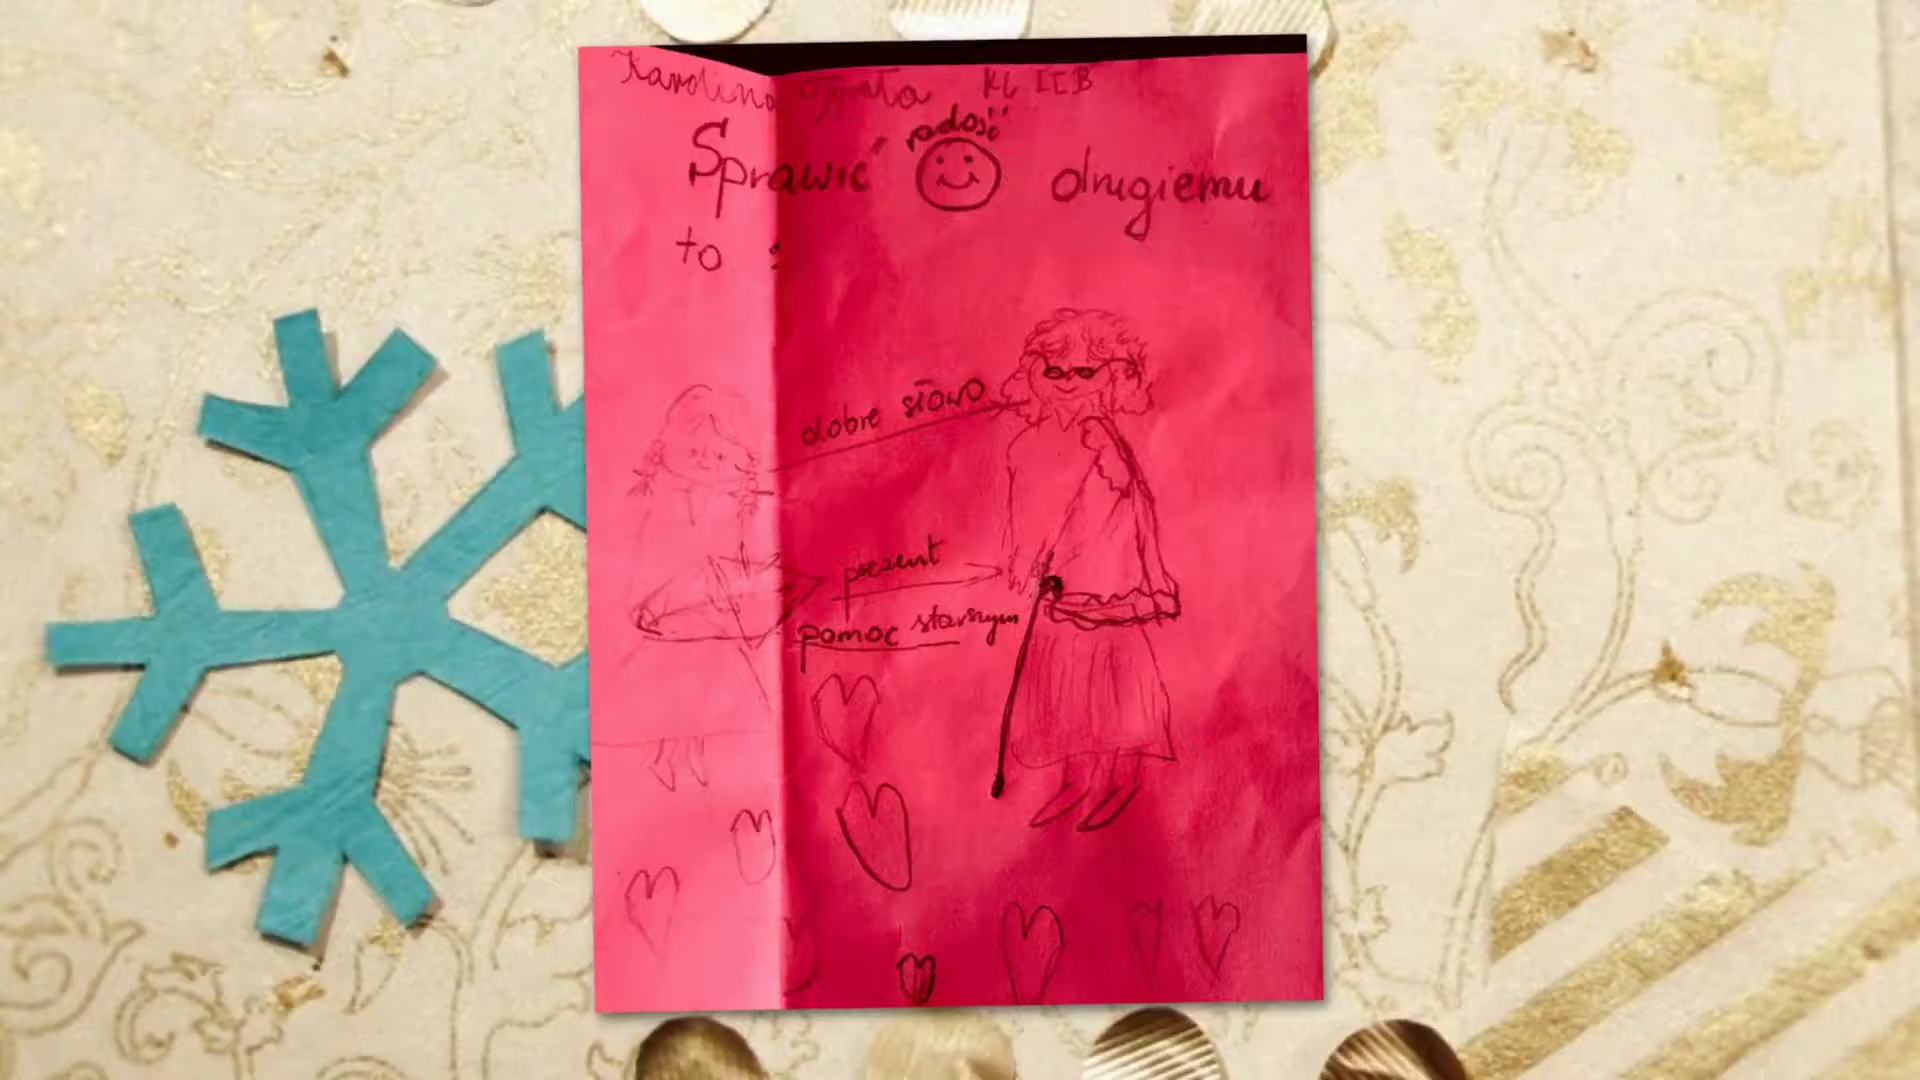 Karolina Kl IIB
radość
Sprawić drugiemu
to :
dobre słowo
prezent
pomoc starszym